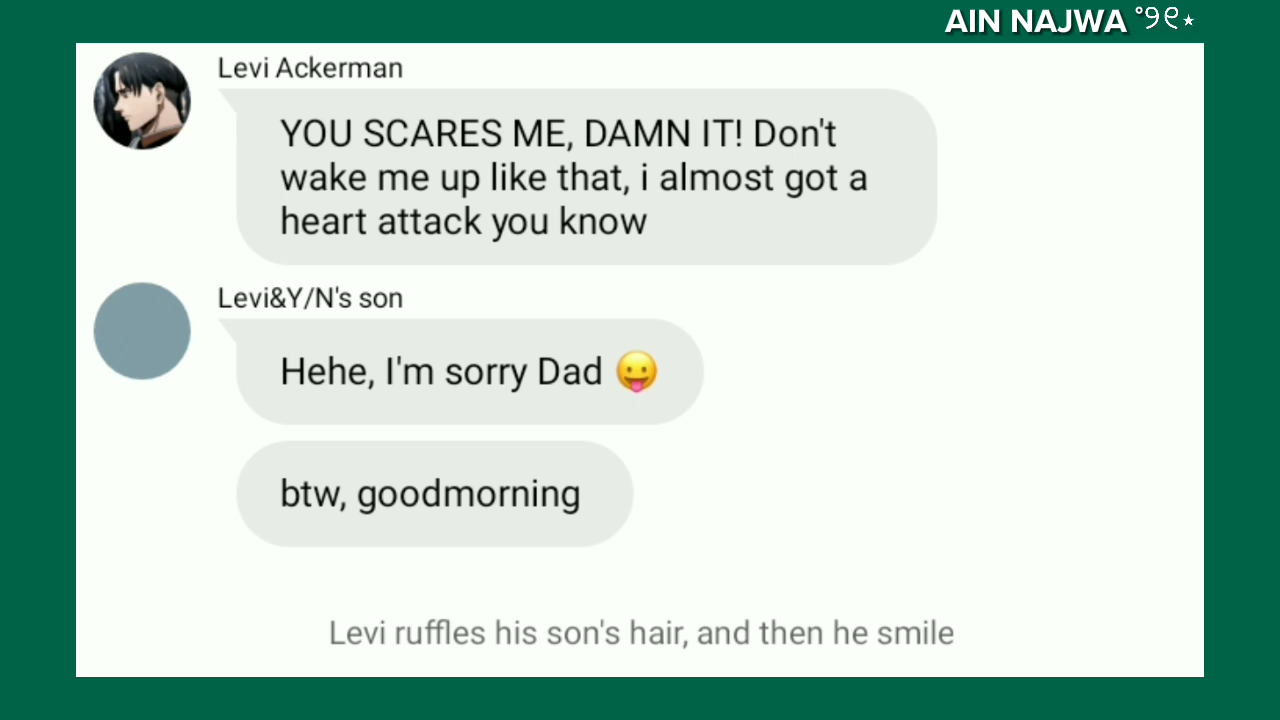 AIN NAJWA °୨୧⋆
Levi Ackerman
YOU SCARES ME, DAMN IT! Don't
wake me up like that, i almost got a
heart attack you know
Levi&Y/N's son
Hehe, I'm sorry Dad 😛
btw, goodmorning
Levi ruffles his son's hair, and then he smile